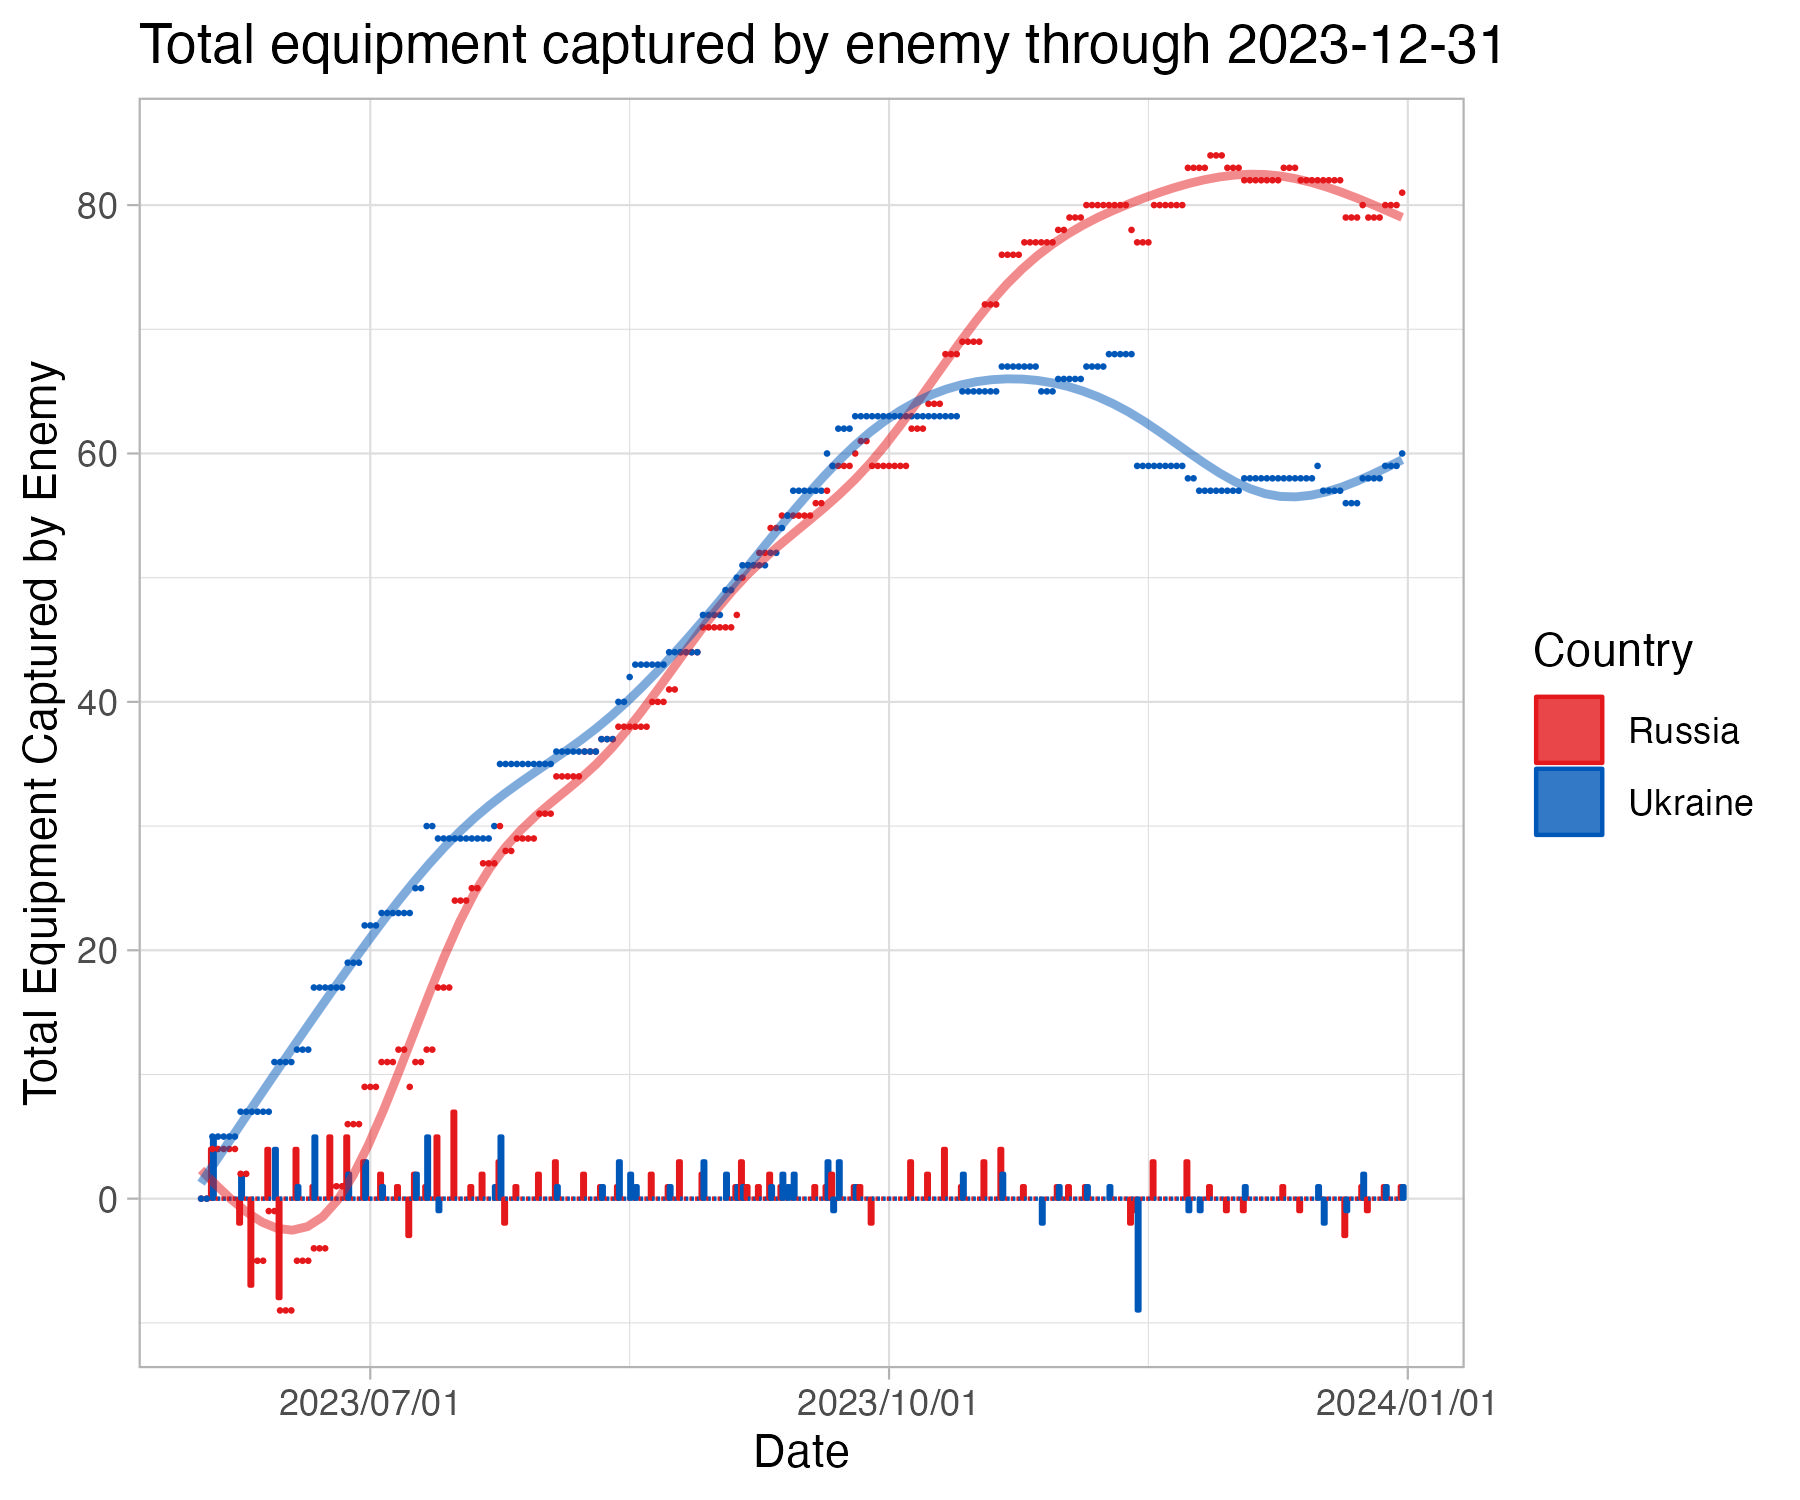 Total equipment captured by enemy through 2023-12-31
Total Equipment Captured by Enemy
80
60
40
20
0
2023/07/01
2023/10/01
2024/01/01
Date
Country
Russia
Ukraine